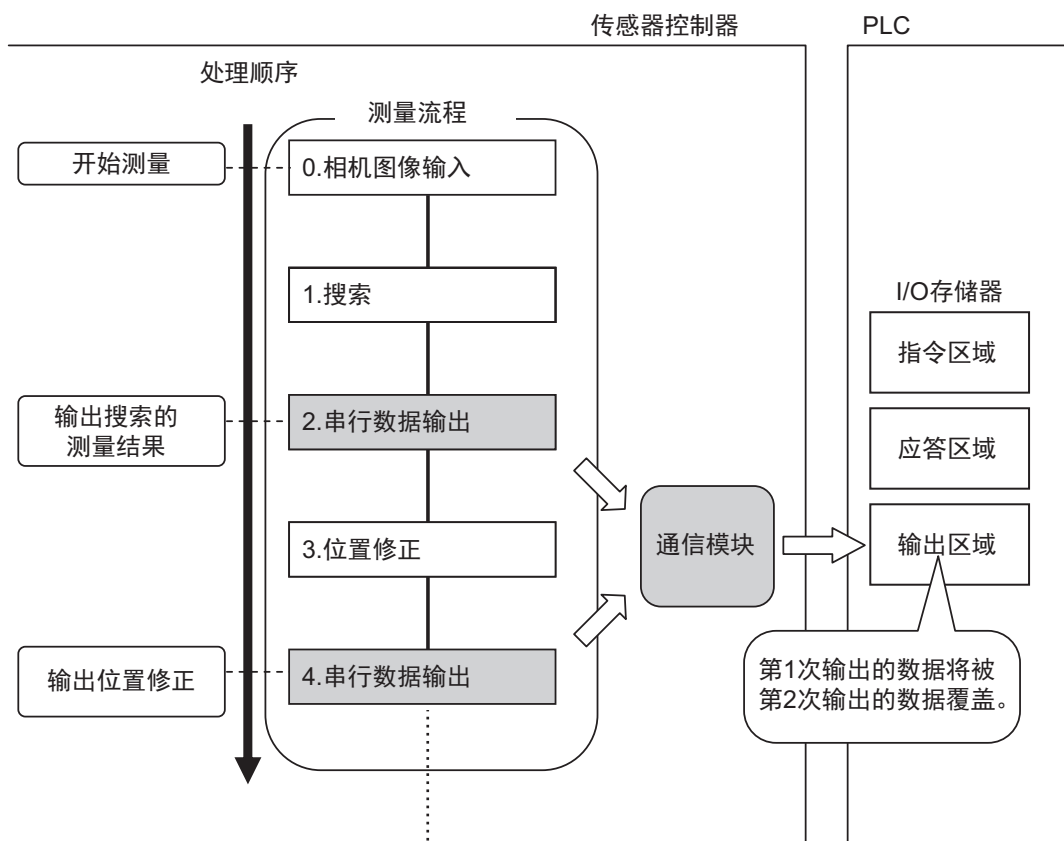 传感器控制器
PLC
处理顺序
测量流程
开始测量
0.相机图像输入
1.搜索
I/O存储器
指令区域
输出搜索的
测量结果
2.串行数据输出
应答区域
3.位置修正
通信模块
输出区域
输出位置修正
4.串行数据输出
第1次输出的数据将被
第2次输出的数据覆盖。